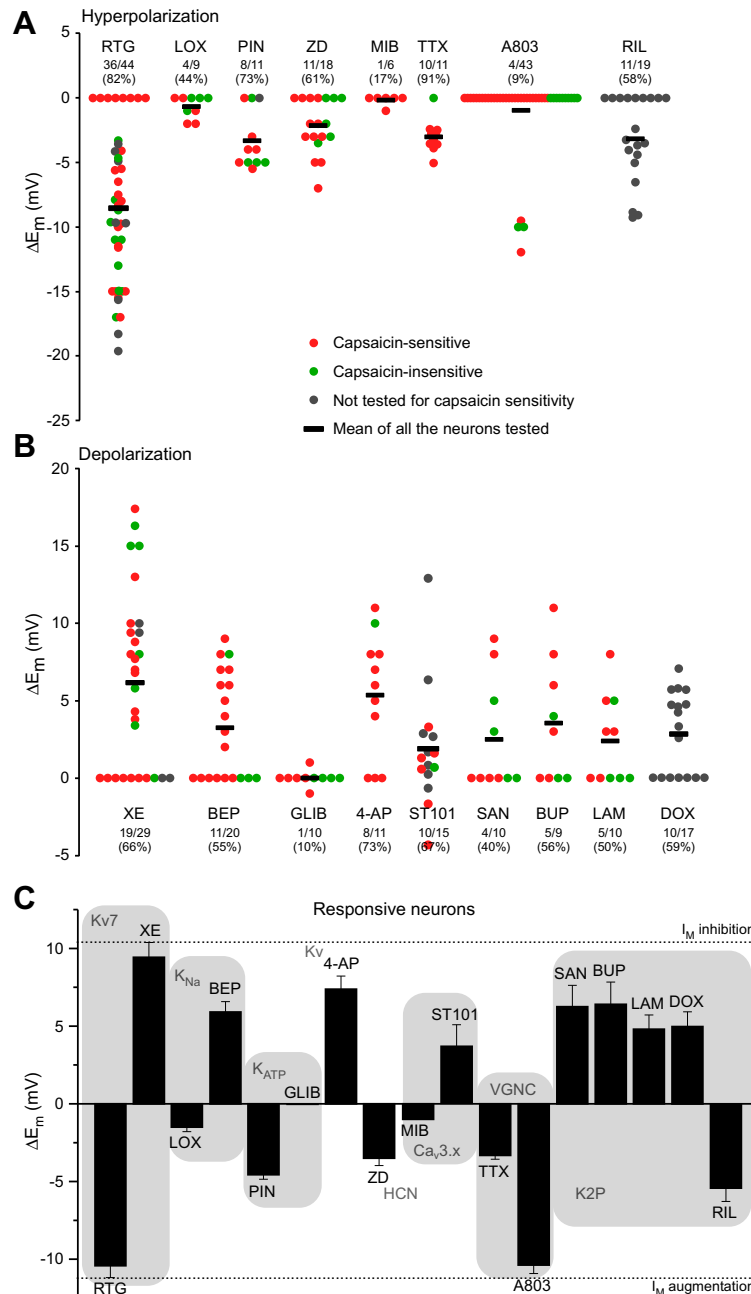 A
Hyperpolarization
RTG LOX PIN ZD MIB TTX A803 RIL
36/44 4/9 8/11 11/18 1/6 10/11 4/43 11/19
(82%) (44%) (73%) (61%) (17%) (91%) (9%) (58%)
5
0
-5
-10
-15
-20
-25
ΔEm (mV)
Capsaicin-sensitive
Capsaicin-insensitive
Not tested for capsaicin sensitivity
Mean of all the neurons tested
B
Depolarization
20
15
10
5
0
-5
ΔEm (mV)
XE BEP GLIB 4-AP ST101 SAN BUP LAM DOX
19/29 11/20 1/10 8/11 10/15 4/10 5/9 5/10 10/17
(66%) (55%) (10%) (73%) (67%) (40%) (56%) (50%) (59%)
C
Responsive neurons
10
5
0
-5
-10
ΔEm (mV)
IM inhibition
Kv7
XE
KNa
BEP
KATP
GLIB
Kv
4-AP
ST101
VGNC
SAN
BUP
LAM
DOX
RTG
LOX
PIN
ZD
HCN
MIB
Cav3.x
TTX
A803
K2P
RIL
IM augmentation